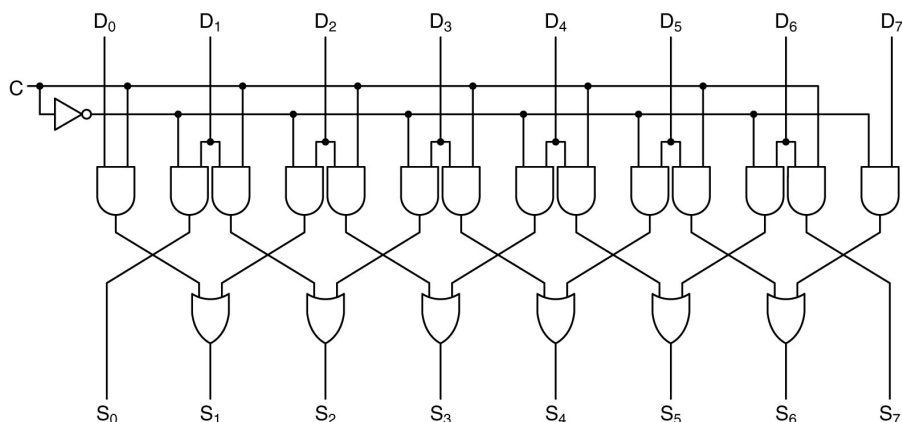 D₀ D₁ D₂ D₃ D₄ D₅ D₆ D₇
C
S₀ S₁ S₂ S₃ S₄ S₅ S₆ S₇